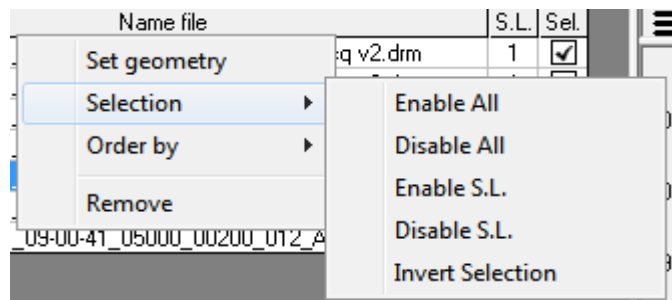 Name file S.L. Sel.
Set geometry q v2.drm 1
Selection Enable All
Order by Disable All
Enable S.L.
Remove
Disable S.L.
_09-00-41_05000_00200_012_A
Invert Selection